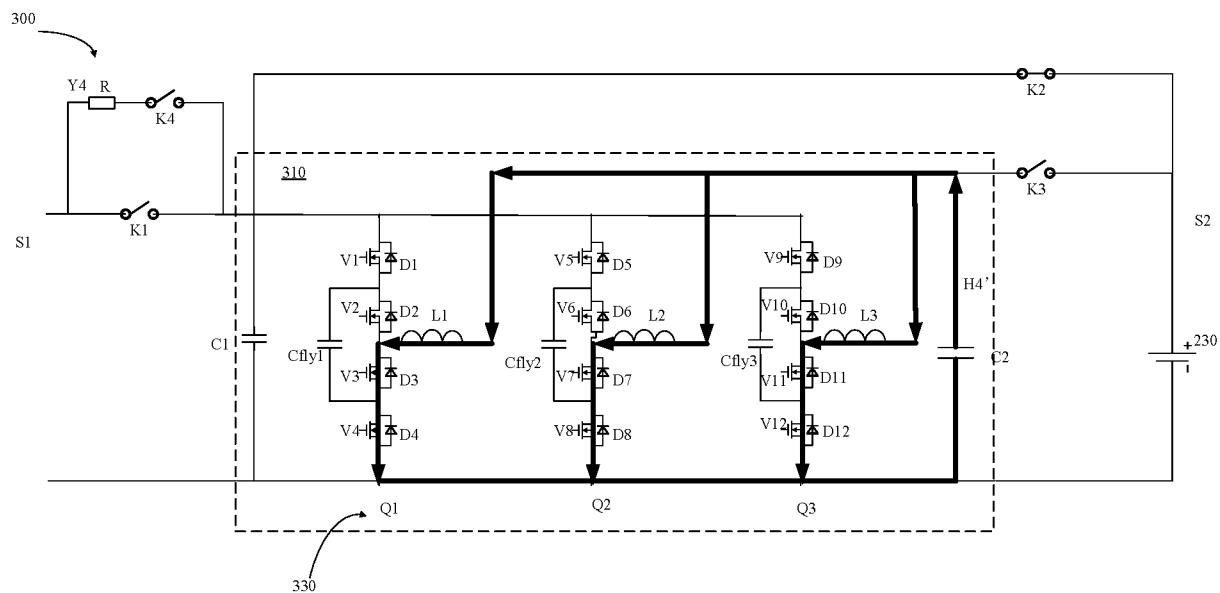 300
Y4 R
K4
K2
310
K3
K1
S1
S2
V1 D1 V5 D5 V9 D9
H4'
V2 D2 L1 V6 D6 L2 V10 D10 L3
C1 Cfly1 Cfly2 Cfly3 C2 + 230
V3 D3 V7 D7 V11 D11
V4 D4 V8 D8 V12 D12
Q1 Q2 Q3
330